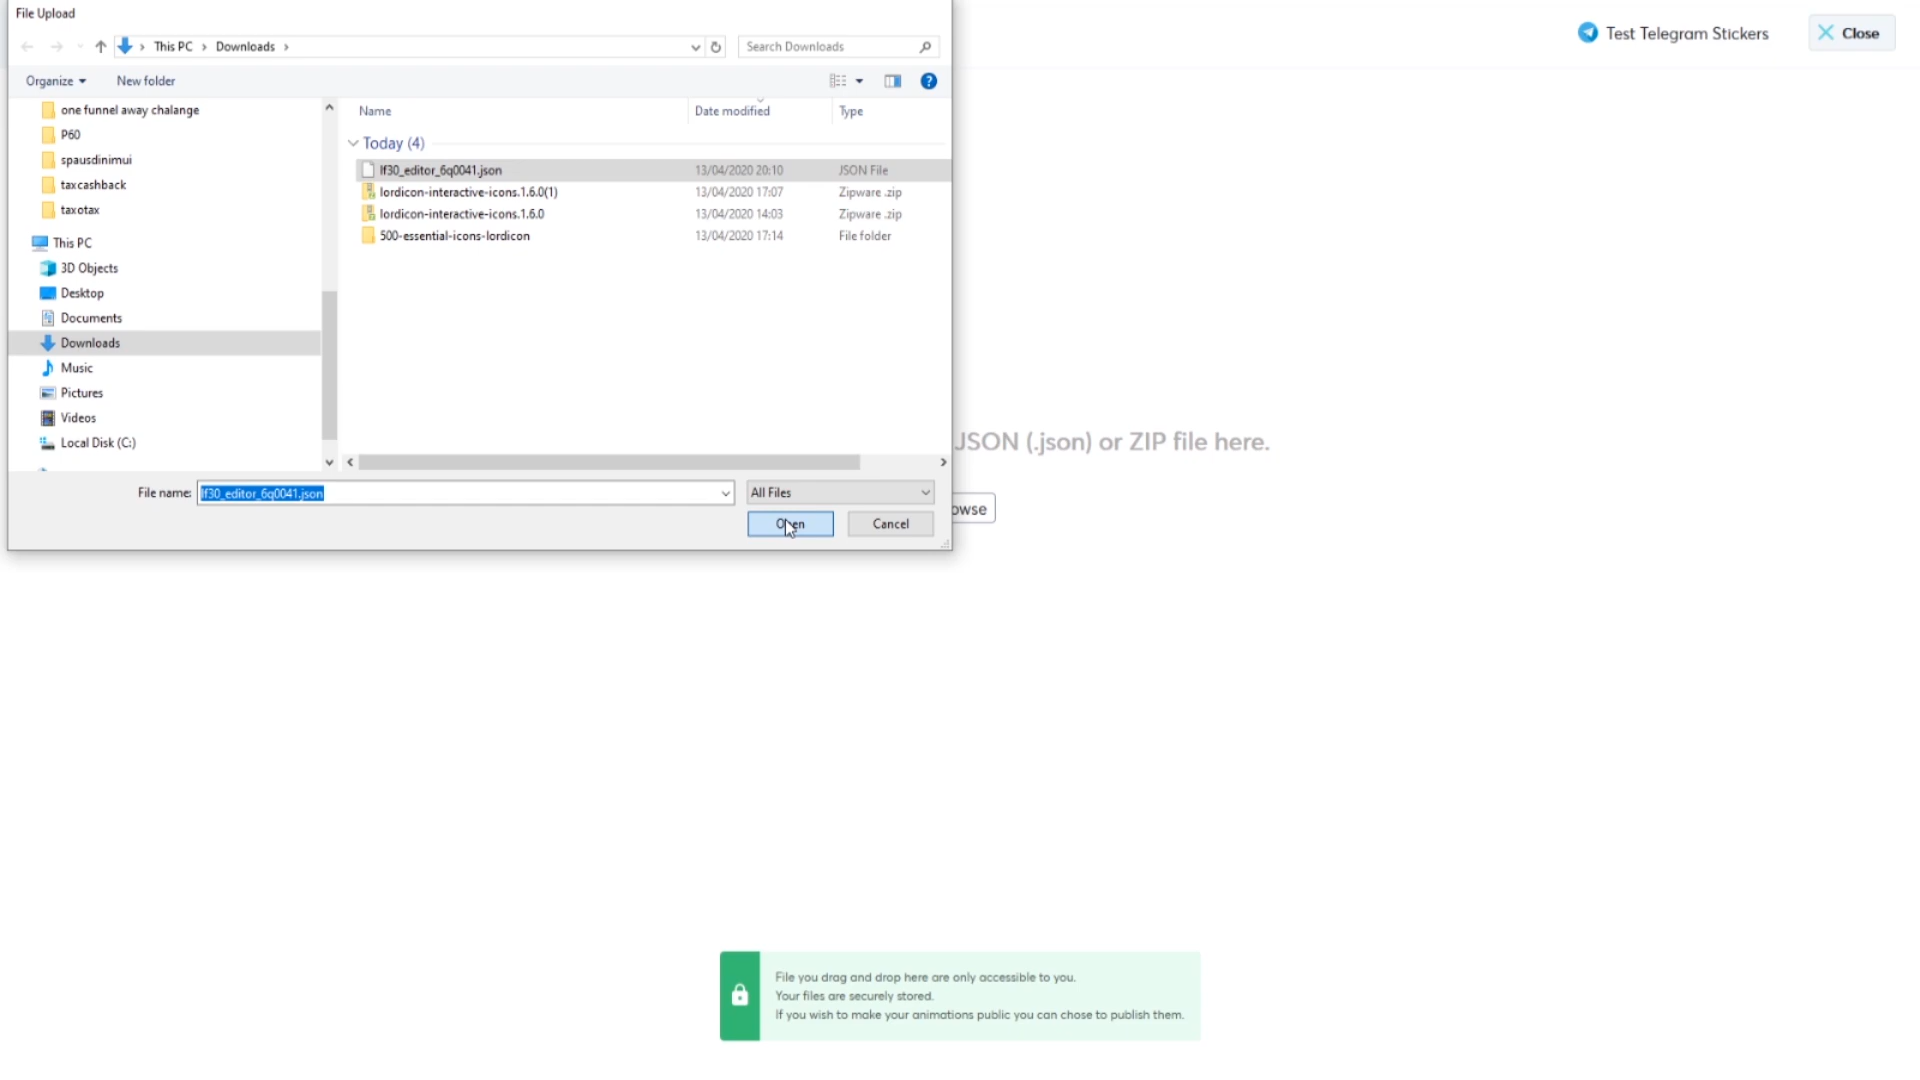 File Upload
Test Telegram Stickers
Close
This PC > Downloads >
Search Downloads
Organize
New folder
one funnel away chalange
P60
spausdinimui
taxcashback
taxotax
This PC
3D Objects
Desktop
Documents
Downloads
Music
Pictures
Videos
Local Disk (C:)
Name Date modified Type
Today (4)
lf30_editor_6q0041.json 13/04/2020 20:10 JSON File
lordicon-interactive-icons.1.6.0(1) 13/04/2020 17:07 Zipware .zip
lordicon-interactive-icons.1.6.0 13/04/2020 14:03 Zipware .zip
500-essential-icons-lordicon 13/04/2020 17:14 File folder
JSON (.json) or ZIP file here.
File name: lf30_editor_6q0041.json All Files
Open Cancel
owse
File you drag and drop here are only accessible to you.
Your files are securely stored.
If you wish to make your animations public you can chose to publish them.